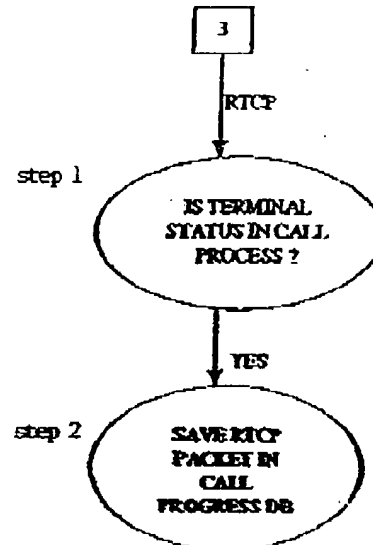 3
RTCP
step 1
IS TERMINAL
STATUS IN CALL
PROCESS ?
YES
step 2
SAVE RTCP
PACKET IN
CALL
PROGRESS DB